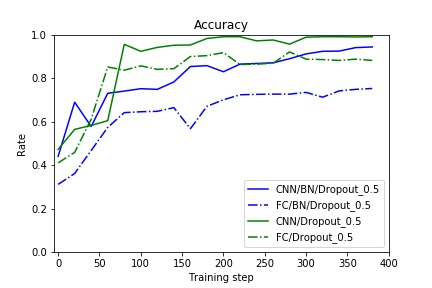 Accuracy
1.0
0.8
0.6
0.4
0.2
0.0
Rate
0
50
100
150
200
250
300
350
400
Training step
CNN/BN/Dropout_0.5
FC/BN/Dropout_0.5
CNN/Dropout_0.5
FC/Dropout_0.5